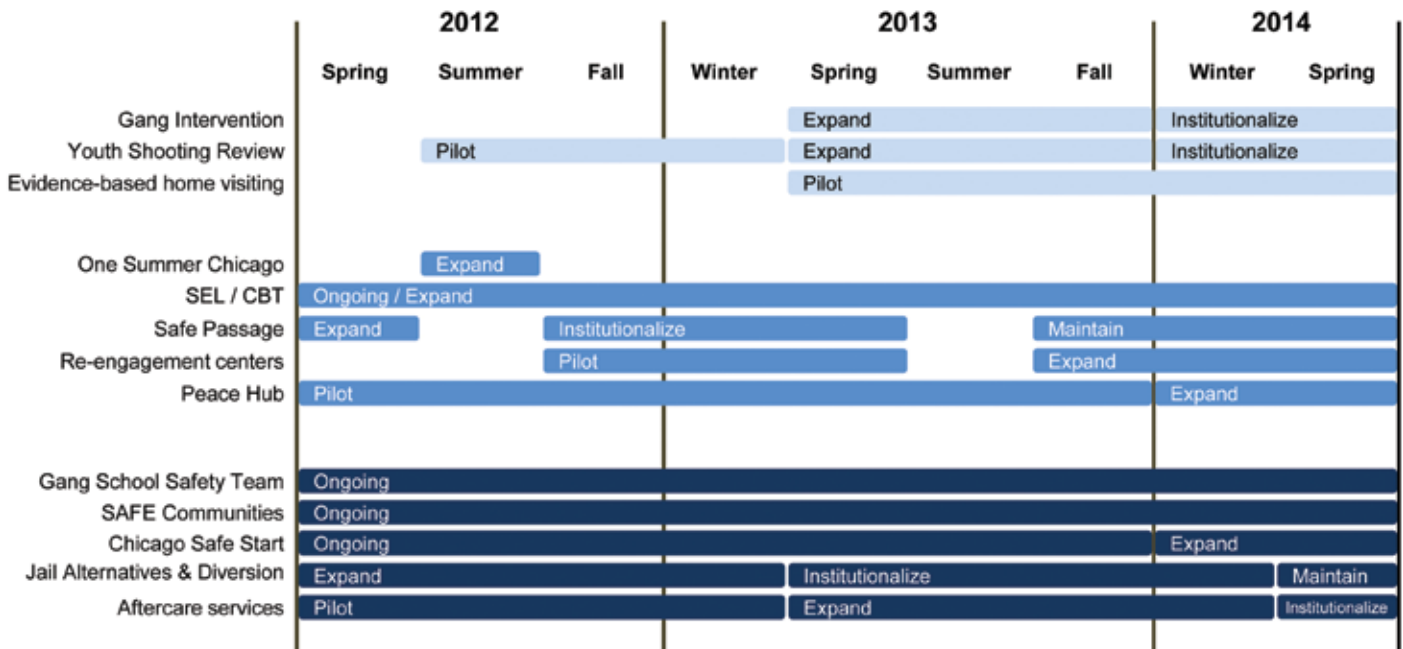 2012 2013 2014
Spring Summer Fall Winter Spring Summer Fall Winter Spring
Gang Intervention Expand Institutionalize
Youth Shooting Review Pilot Expand Institutionalize
Evidence-based home visiting Pilot
One Summer Chicago Expand
SEL / CBT Ongoing / Expand
Safe Passage Expand Institutionalize Maintain
Re-engagement centers Pilot Expand
Peace Hub Pilot Expand
Gang School Safety Team Ongoing
SAFE Communities Ongoing
Chicago Safe Start Ongoing Expand
Jail Alternatives & Diversion Expand Institutionalize Maintain
Aftercare services Pilot Expand Institutionalize